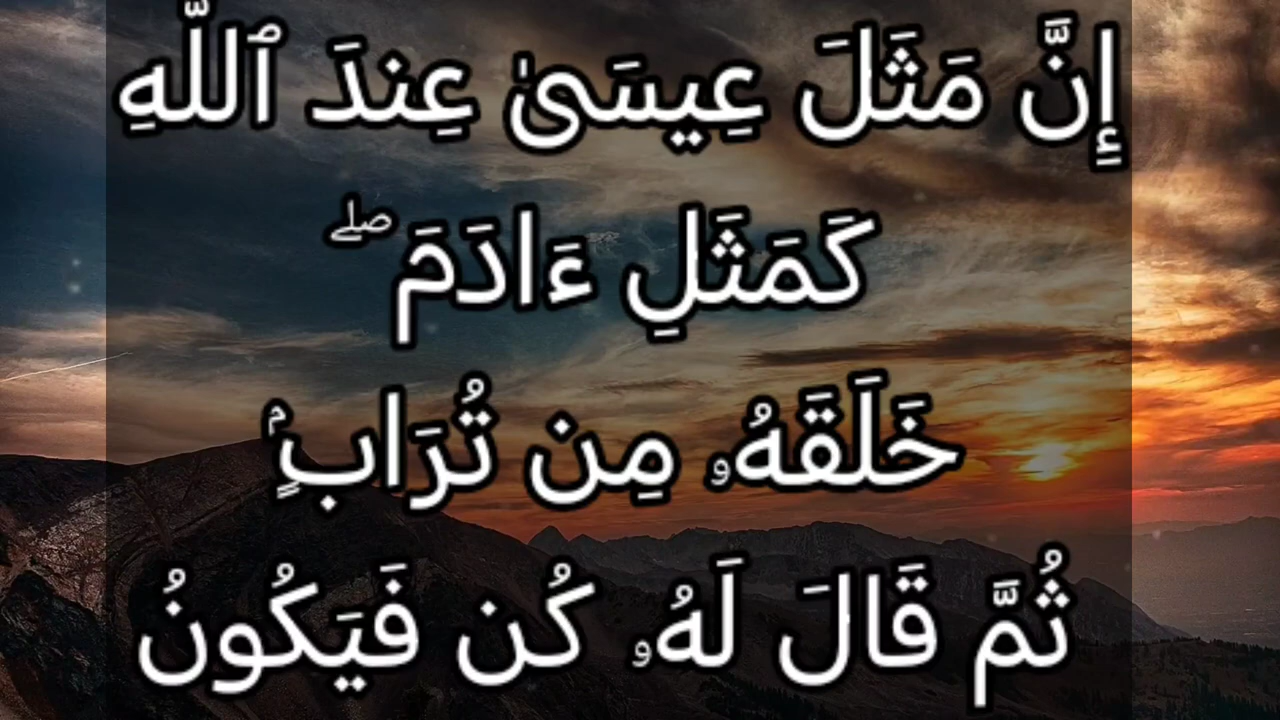 إِنَّ مَثَلَ عِيسَىٰ عِندَ ٱللَّهِ
كَمَثَلِ ءَادَمَ ۖ
خَلَقَهُۥ مِن تُرَابٍۢ
ثُمَّ قَالَ لَهُۥ كُن فَيَكُونُ